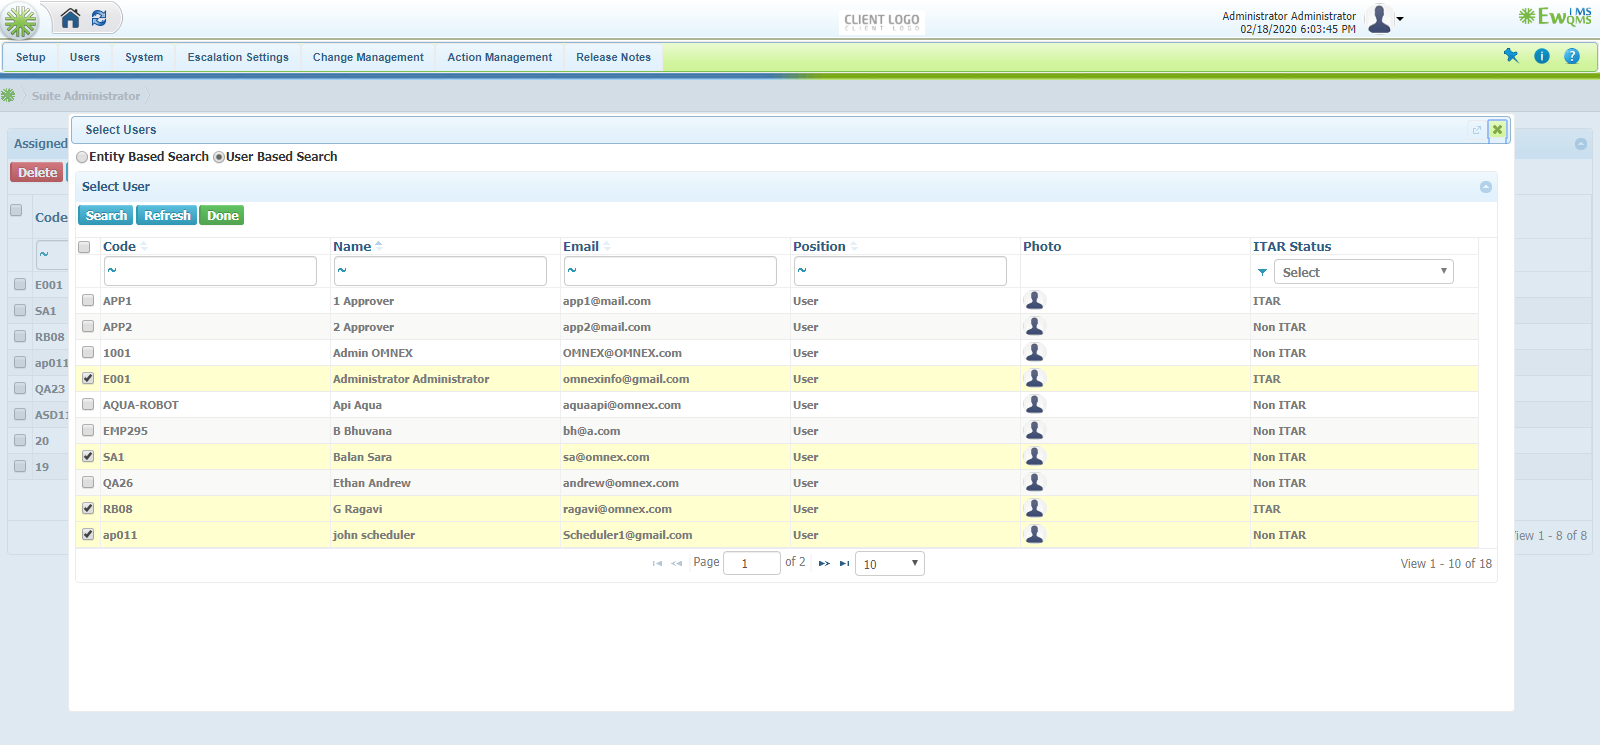 CLIENT LOGO
CLIENT LOGO
Administrator Administrator
02/18/2020 6:03:45 PM
EwQMS IMS
Setup Users System Escalation Settings Change Management Action Management Release Notes
Suite Administrator
Assigned
Delete
Code
~
E001
SA1
RB08
ap011
QA23
ASD11
20
19
View 1 - 8 of 8
Select Users
Entity Based Search User Based Search
Select User
Search Refresh Done
Code Name Email Position Photo ITAR Status
~ ~ ~ ~ Select
APP1 1 Approver app1@mail.com User ITAR
APP2 2 Approver app2@mail.com User Non ITAR
1001 Admin OMNEX OMNEX@OMNEX.com User Non ITAR
E001 Administrator Administrator omnexinfo@gmail.com User ITAR
AQUA-ROBOT Api Aqua aquaapi@omnex.com User Non ITAR
EMP295 B Bhuvana bh@a.com User Non ITAR
SA1 Balan Sara sa@omnex.com User Non ITAR
QA26 Ethan Andrew andrew@omnex.com User Non ITAR
RB08 G Ragavi ragavi@omnex.com User ITAR
ap011 john scheduler Scheduler1@gmail.com User Non ITAR
Page 1 of 2 10 View 1 - 10 of 18